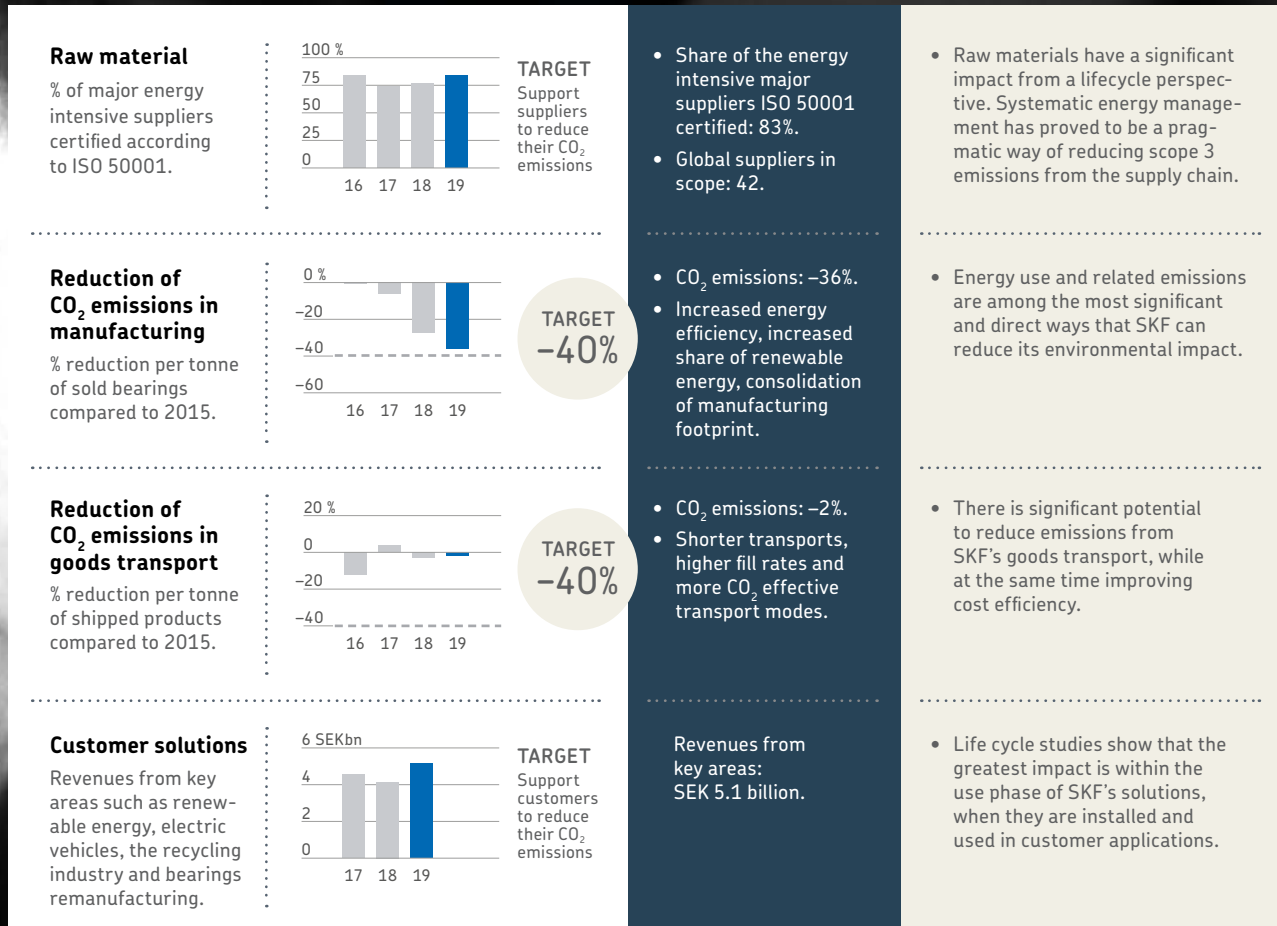 Raw material
% of major energy
intensive suppliers
certified according
to ISO 50001.
100 %
75
50
25
0
16 17 18 19
TARGET
Support
suppliers
to reduce
their CO₂
emissions
• Share of the energy
intensive major
suppliers ISO 50001
certified: 83%.
• Global suppliers in
scope: 42.
• Raw materials have a significant
impact from a lifecycle perspec-
tive. Systematic energy manage-
ment has proved to be a prag-
matic way of reducing scope 3
emissions from the supply chain.
Reduction of
CO₂ emissions in
manufacturing
% reduction per tonne
of sold bearings
compared to 2015.
0 %
−20
−40
−60
16 17 18 19
TARGET
−40%
• CO₂ emissions: −36%.
• Increased energy
efficiency, increased
share of renewable
energy, consolidation
of manufacturing
footprint.
• Energy use and related emissions
are among the most significant
and direct ways that SKF can
reduce its environmental impact.
Reduction of
CO₂ emissions in
goods transport
% reduction per tonne
of shipped products
compared to 2015.
20 %
0
−20
−40
16 17 18 19
TARGET
−40%
• CO₂ emissions: −2%.
• Shorter transports,
higher fill rates and
more CO₂ effective
transport modes.
• There is significant potential
to reduce emissions from
SKF's goods transport, while
at the same time improving
cost efficiency.
Customer solutions
Revenues from key
areas such as renew-
able energy, electric
vehicles, the recycling
industry and bearings
remanufacturing.
6 SEKbn
4
2
0
17 18 19
TARGET
Support
customers
to reduce
their CO₂
emissions
Revenues from
key areas:
SEK 5.1 billion.
• Life cycle studies show that the
greatest impact is within the
use phase of SKF's solutions,
when they are installed and
used in customer applications.